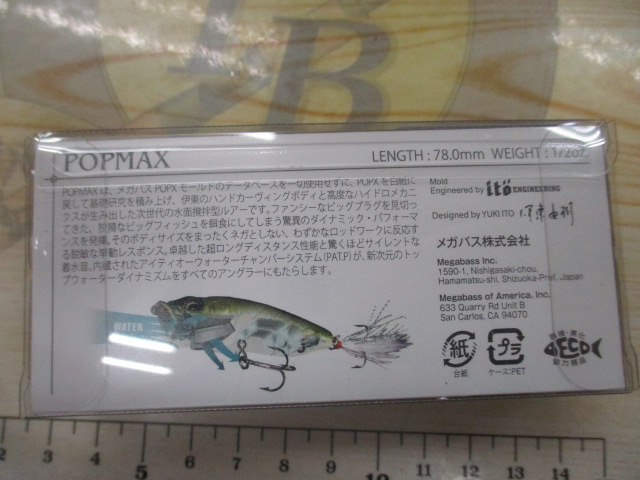 POPMAX
LENGTH : 78.0mm WEIGHT : 1/2oz.
POPMAXは、メガバスPOPXモールドのデータベースを一切使用せずに、POPXを白紙に
戻して基礎研究を積み上げ、伊東のハンドカーヴィングボディと高度なハイドロメカニ
クスが生み出した次世代の水面攪拌型ルアーです。ファンシーなビッグプラグを見切っ
てきた、狡猾なビッグフィッシュを餌食にしてしまう驚異のダイナミック・パフォーマ
ンスを発揮。そのボディサイズをまったくネガとしない、わずかなロッドワークに反応す
る鋭敏な挙動レスポンス。卓越した超ロングディスタンス性能と驚くほどサイレントな
着水音。内蔵されたアイティオーウォーターチャンバーシステム(PAT.P)が、新次元のトッ
プウォーターダイナミズムをすべてのアングラーにもたらします。
Mold
Engineered by itö ENGINEERING
Designed by YUKI ITO
メガバス株式会社
Megabass Inc.
1590-1, Nishigasaki-chou,
Hamamatsu-shi, Shizuoka-Pref. Japan
Megabass of America, Inc.
633 Quarry Rd Unit B
San Carlos, CA 94070
WATER
紙
台紙
プラ
ケース:PET
環境・浄化
ECO
協力商品
B
2 3 4 5 6 7 8 9 10 11 12 13 14